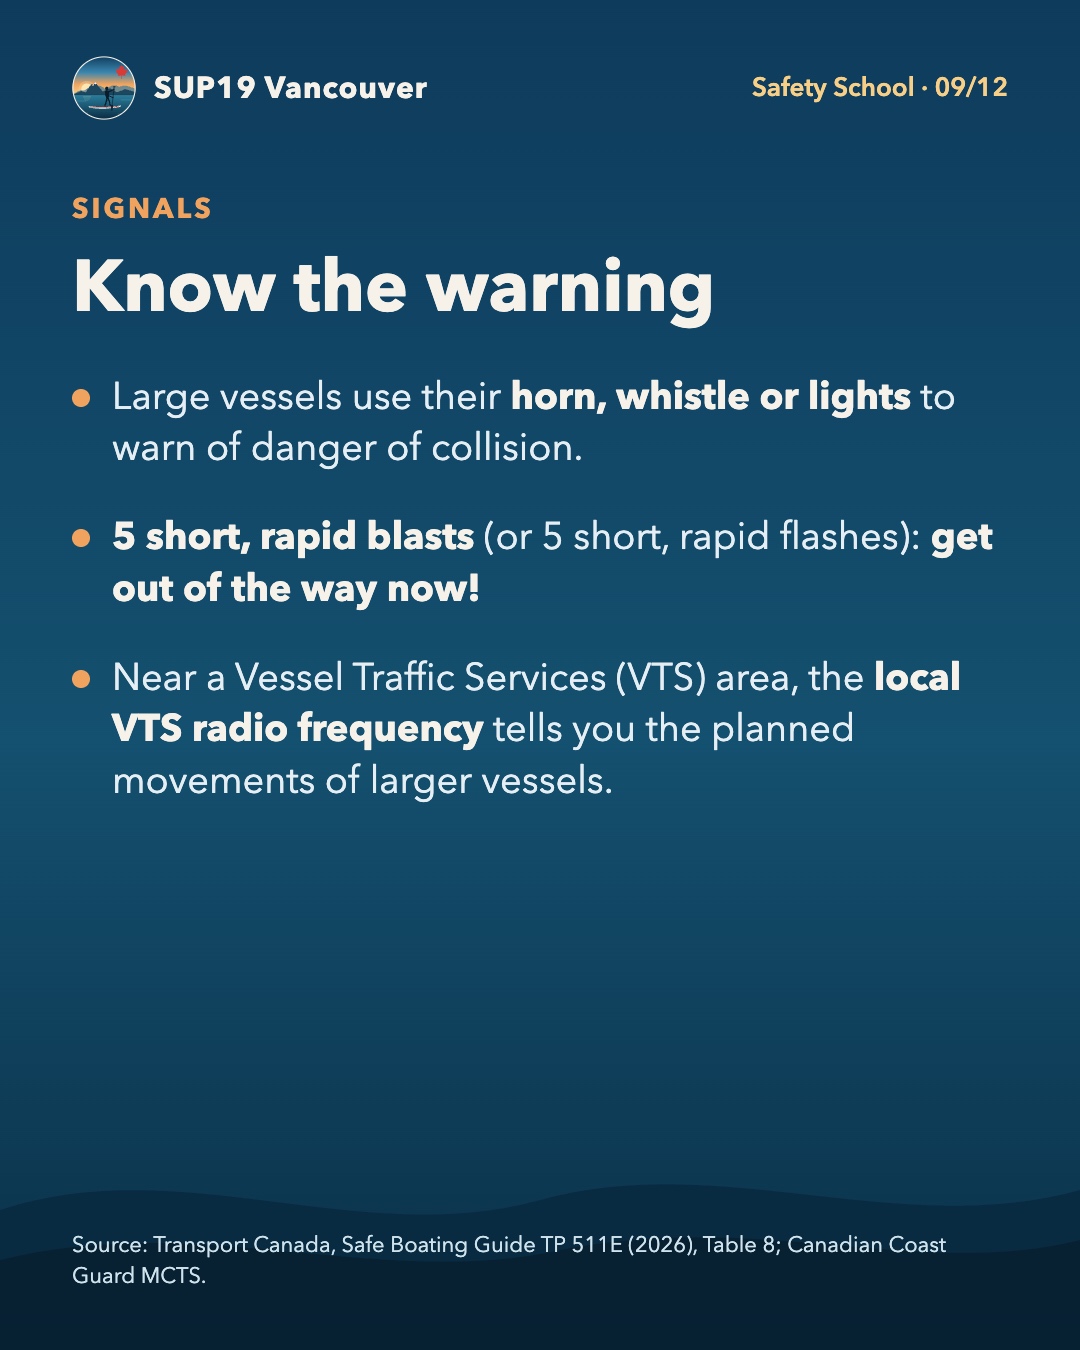 SUP19 Vancouver
Safety School · 09/12
SIGNALS
Know the warning
Large vessels use their horn, whistle or lights to
warn of danger of collision.
5 short, rapid blasts (or 5 short, rapid flashes): get
out of the way now!
Near a Vessel Traffic Services (VTS) area, the local
VTS radio frequency tells you the planned
movements of larger vessels.
Source: Transport Canada, Safe Boating Guide TP 511E (2026), Table 8; Canadian Coast
Guard MCTS.